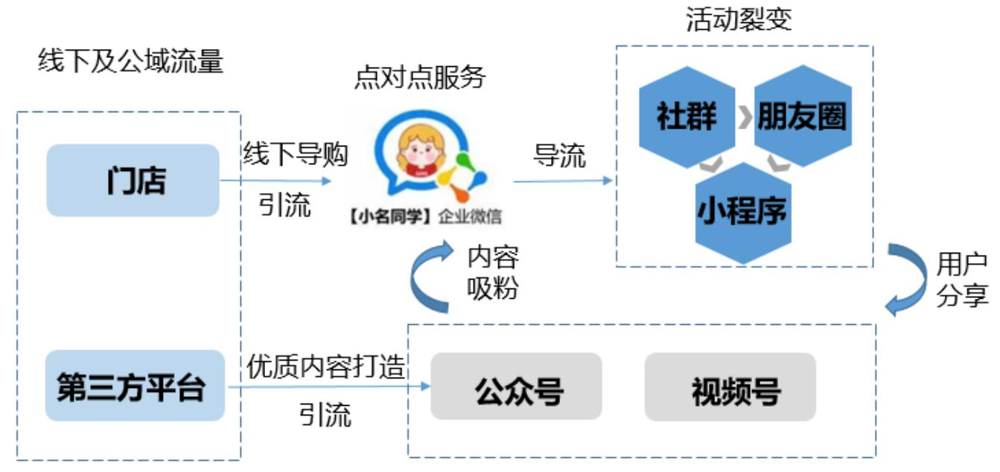 活动裂变
线下及公域流量
点对点服务
社群
朋友圈
门店
线下导购
引流
导流
小程序
【小名同学】企业微信
内容
吸粉
用户
分享
第三方平台
优质内容打造
引流
公众号
视频号